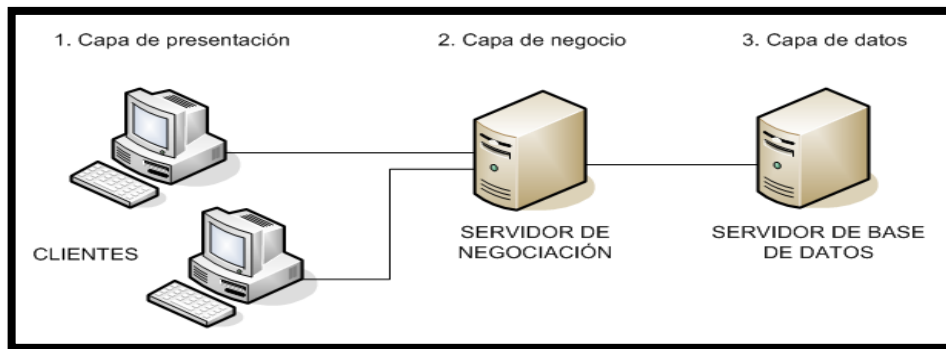 1. Capa de presentación
2. Capa de negocio
3. Capa de datos
CLIENTES
SERVIDOR DE
NEGOCIACIÓN
SERVIDOR DE BASE
DE DATOS